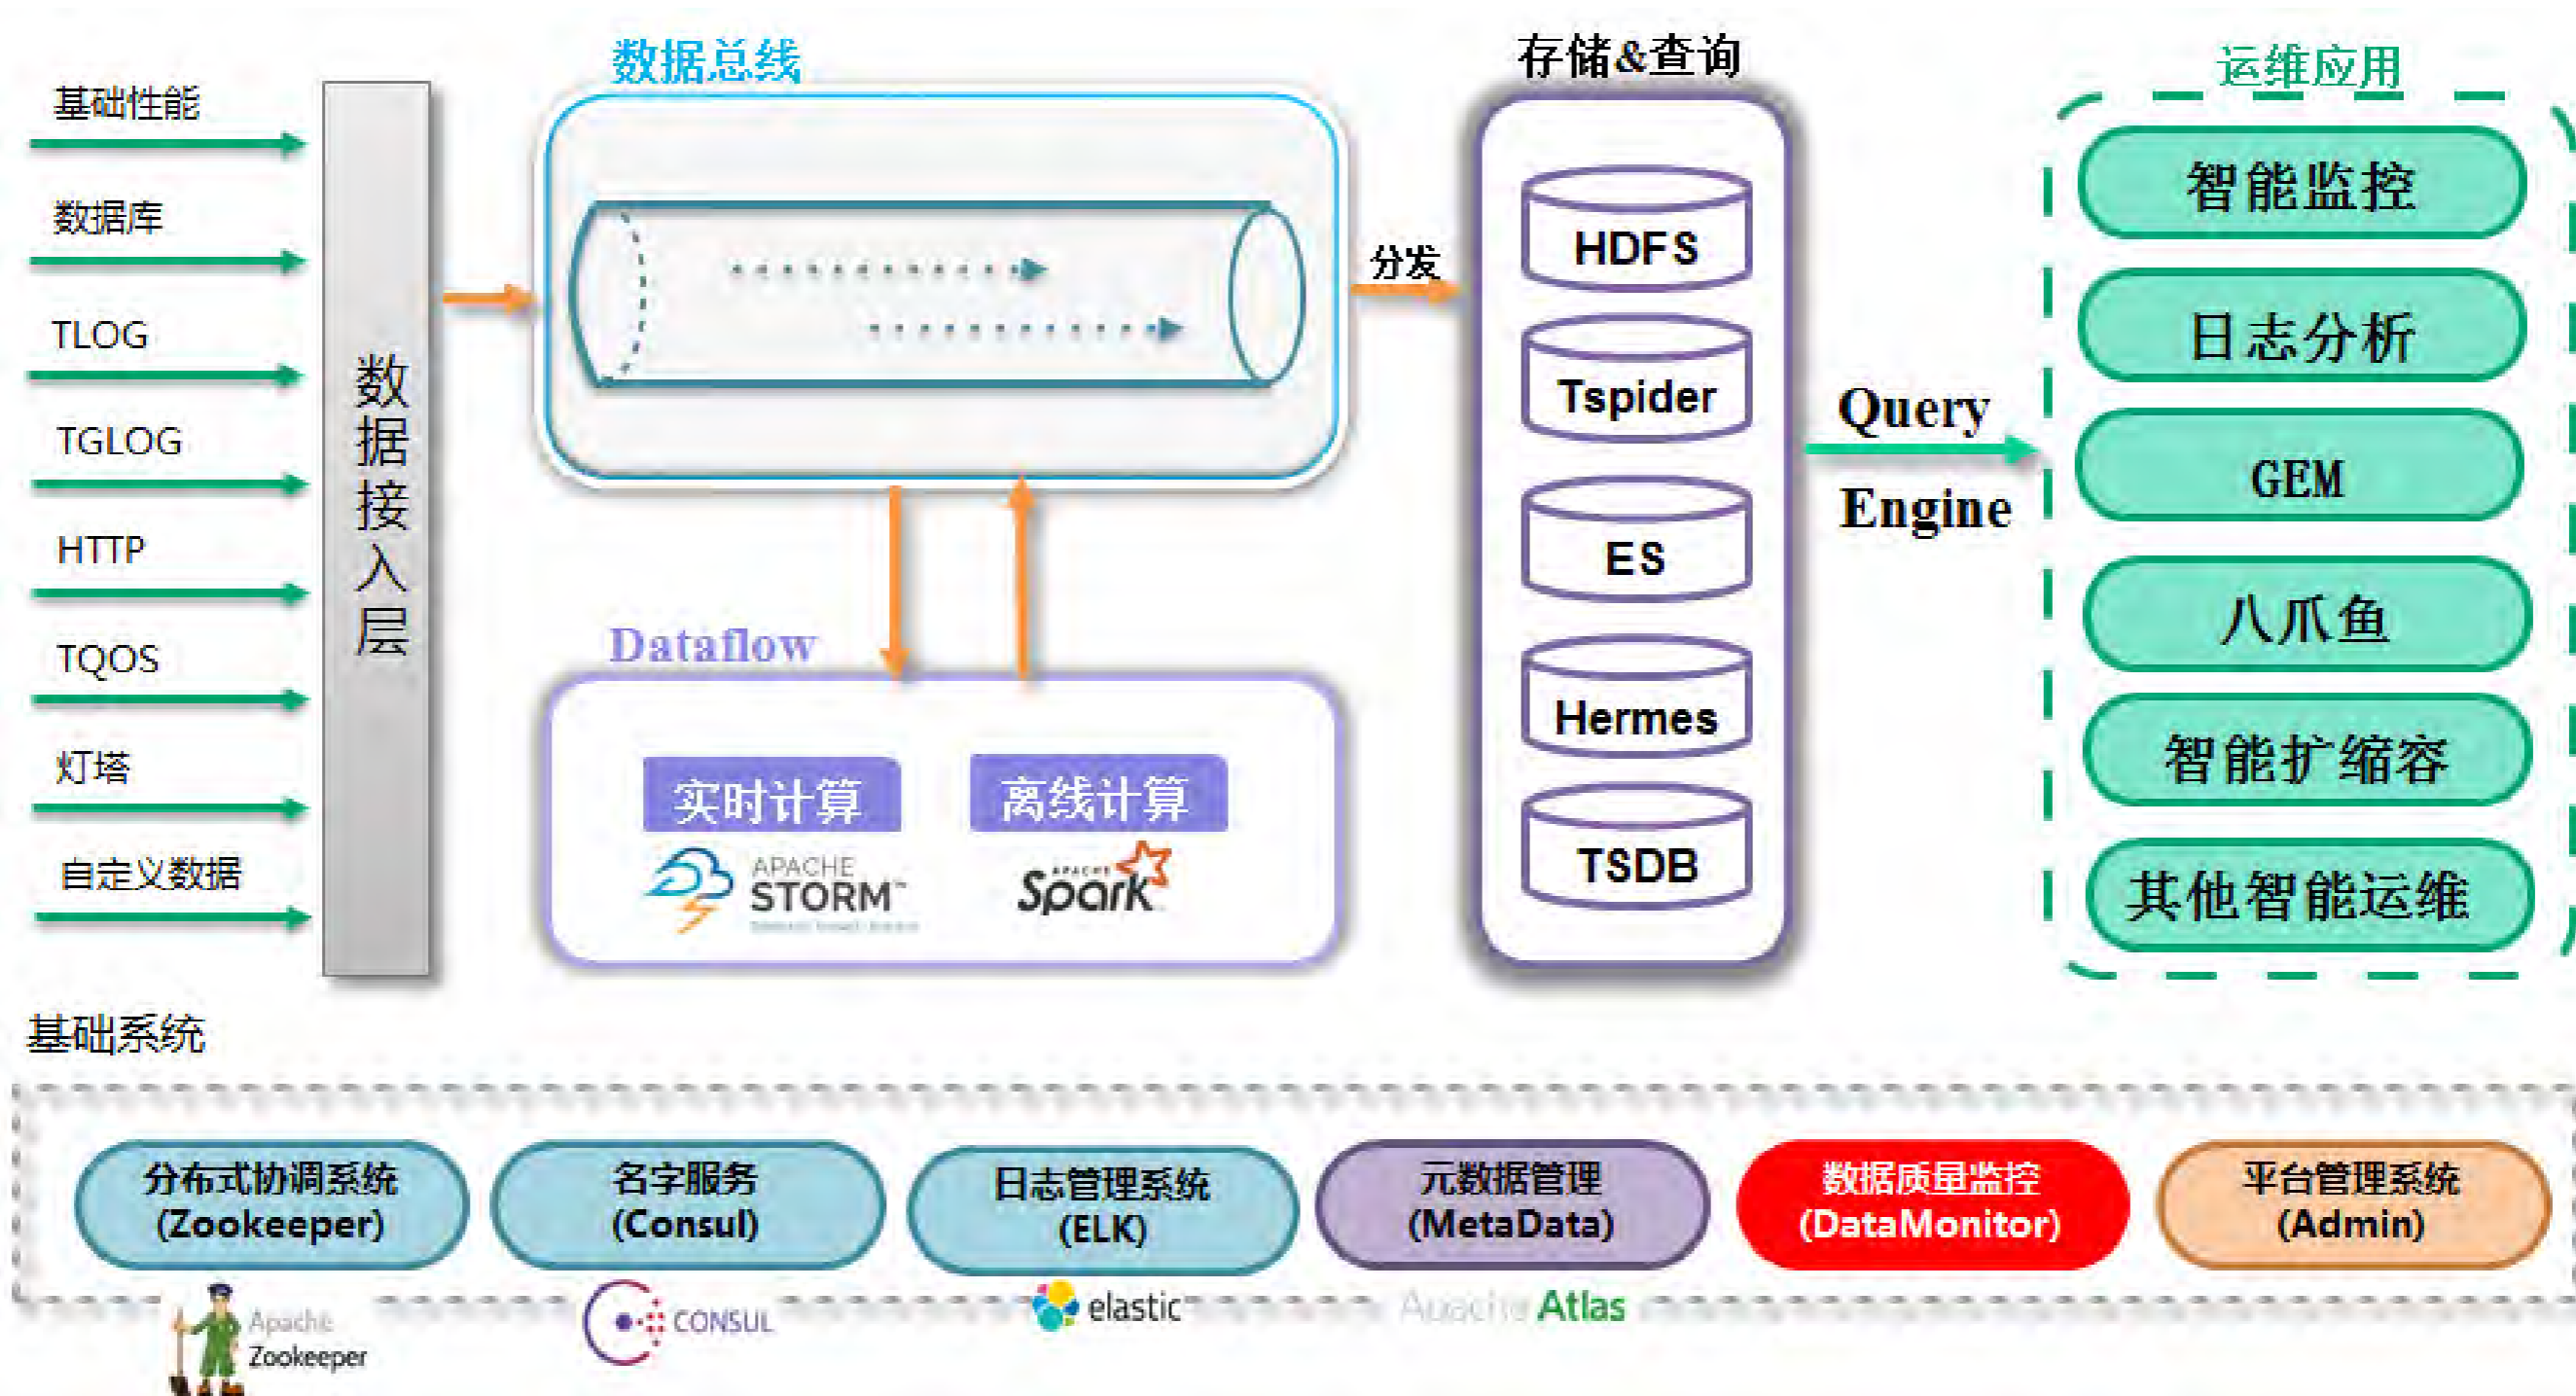 数据总线
存储&查询
运维应用
基础性能
数据库
TLOG
TGLOG
HTTP
TQOS
灯塔
自定义数据
数据接入层
分发
Dataflow
实时计算
离线计算
APACHE
STORM™
APACHE
Spark
HDFS
Tspider
ES
Hermes
TSDB
Query
Engine
智能监控
日志分析
GEM
八爪鱼
智能扩缩容
其他智能运维
基础系统
分布式协调系统
(Zookeeper)
名字服务
(Consul)
日志管理系统
(ELK)
元数据管理
(MetaData)
数据质量监控
(DataMonitor)
平台管理系统
(Admin)
Apache
Zookeeper
CONSUL
elastic
Apache Atlas